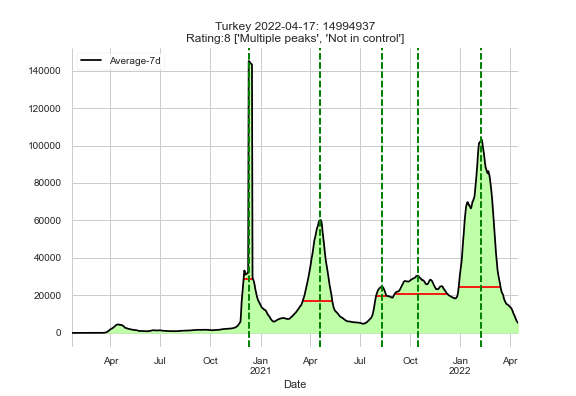 Turkey 2022-04-17: 14994937
Rating:8 ['Multiple peaks', 'Not in control']
Average-7d
140000
120000
100000
80000
60000
40000
20000
0
Apr Jul Oct Jan Apr Jul Oct Jan Apr
2021 2022
Date